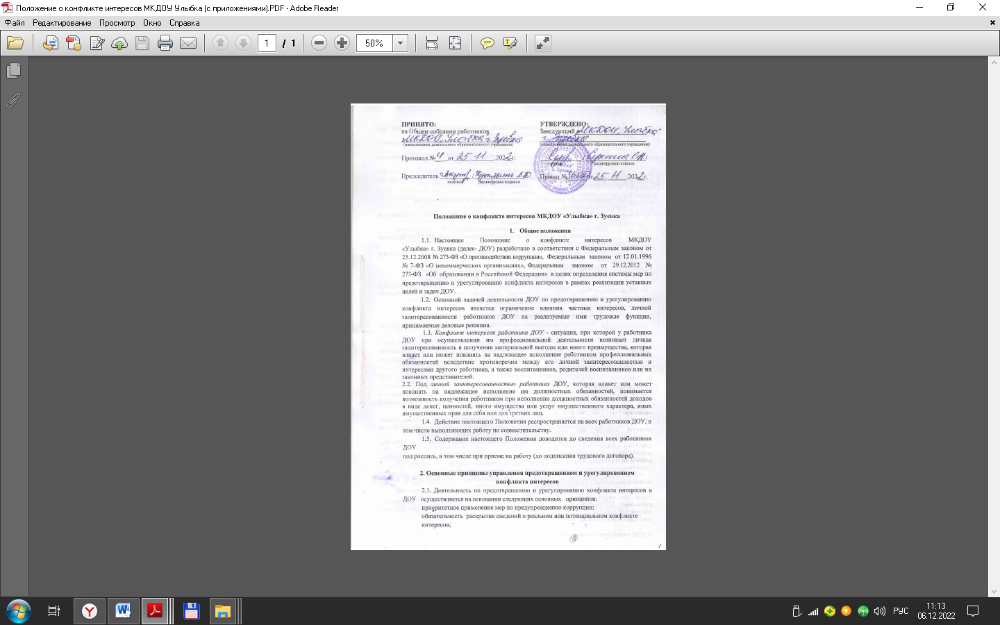 Положение о конфликте интересов МКДОУ Улыбка (с приложениями).PDF - Adobe Reader
Файл Редактирование Просмотр Окно Справка
1 / 1 50%
ПРИНЯТО:
на Общем собрании работников
МКДОУ "Улыбка" г. Зуевка
(наименование дошкольного образовательного учреждения)
Протокол № 4 от 25 11 2022 г.
Председатель
подпись расшифровка подписи
УТВЕРЖДЕНО:
Заведующий МКДОУ "Улыбка"
г. Зуевка
(наименование дошкольного образовательного учреждения)
расшифровка подписи
Приказ № от 25. 11 .2022 г.
Положение о конфликте интересов МКДОУ «Улыбка» г. Зуевка
1. Общие положения
1.1. Настоящее Положение о конфликте интересов МКДОУ
«Улыбка» г. Зуевка (далее- ДОУ) разработано в соответствии с Федеральным законом от
25.12.2008 № 273-ФЗ «О противодействии коррупции», Федеральным законом от 12.01.1996
№ 7-ФЗ «О некоммерческих организациях», Федеральным законом от 29.12.2012 №
273-ФЗ «Об образовании в Российской Федерации» в целях определения системы мер по
предотвращению и урегулированию конфликта интересов в рамках реализации уставных
целей и задач ДОУ.
1.2. Основной задачей деятельности ДОУ по предотвращению и урегулированию
конфликта интересов является ограничение влияния частных интересов, личной
заинтересованности работников ДОУ на реализуемые ими трудовые функции,
принимаемые деловые решения.
1.3. Конфликт интересов работника ДОУ - ситуация, при которой у работника
ДОУ при осуществлении им профессиональной деятельности возникает личная
заинтересованность в получении материальной выгоды или иного преимущества, которая
влияет или может повлиять на надлежащее исполнение работником профессиональных
обязанностей вследствие противоречия между его личной заинтересованностью и
интересами другого работника, а также воспитанников, родителей воспитанников или их
законных представителей.
2.2. Под личной заинтересованностью работника ДОУ, которая влияет или может
повлиять на надлежащее исполнение им должностных обязанностей, понимается
возможность получения работником при исполнении должностных обязанностей доходов
в виде денег, ценностей, иного имущества или услуг имущественного характера, иных
имущественных прав для себя или для третьих лиц.
1.4. Действие настоящего Положения распространяется на всех работников ДОУ, в
том числе выполняющих работу по совместительству.
1.5. Содержание настоящего Положения доводится до сведения всех работников
ДОУ
под роспись, в том числе при приеме на работу (до подписания трудового договора).
2. Основные принципы управления предотвращением и урегулированием
конфликта интересов
2.1. Деятельность по предотвращению и урегулированию конфликта интересов в
ДОУ осуществляется на основании следующих основных принципов:
приоритетное применение мер по предупреждению коррупции;
обязательность раскрытия сведений о реальном или потенциальном конфликте
интересов;
1
РУС
11:13
06.12.2022